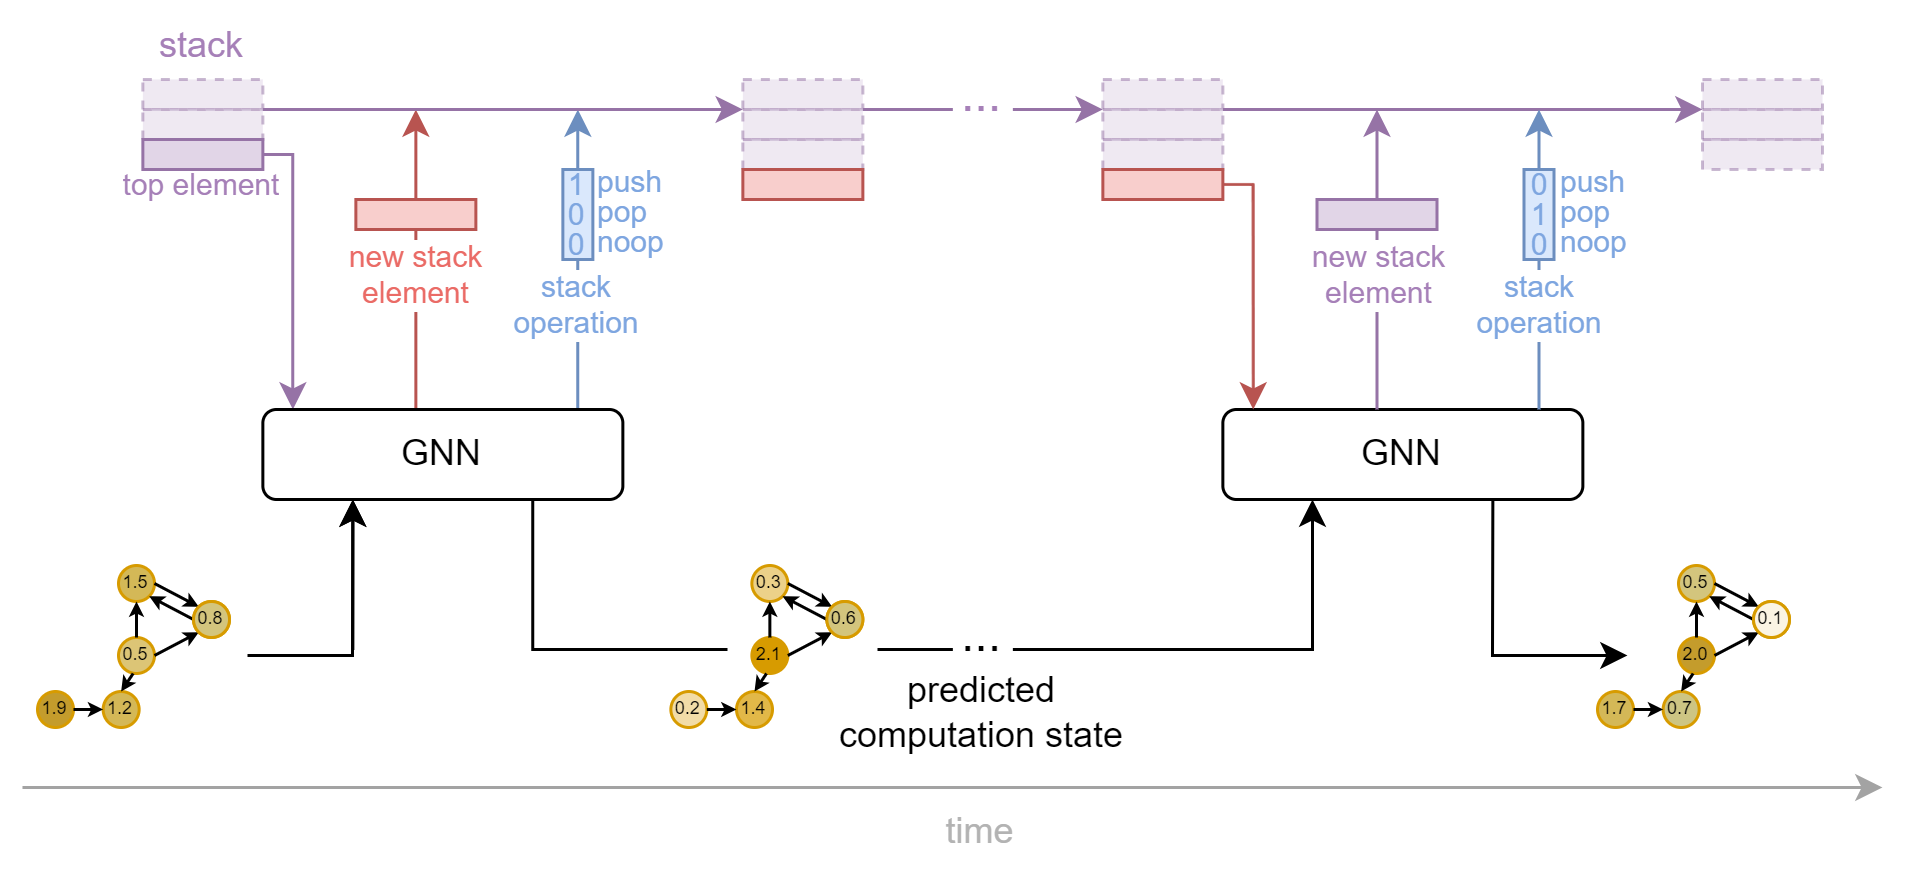 stack
top element
new stack
element
1 push
0 pop
0 noop
stack
operation
...
new stack
element
0 push
1 pop
0 noop
stack
operation
GNN
GNN
1.5
0.8
0.5
1.9
1.2
0.3
0.6
2.1
0.2
1.4
...
predicted
computation state
0.5
0.1
2.0
1.7
0.7
time